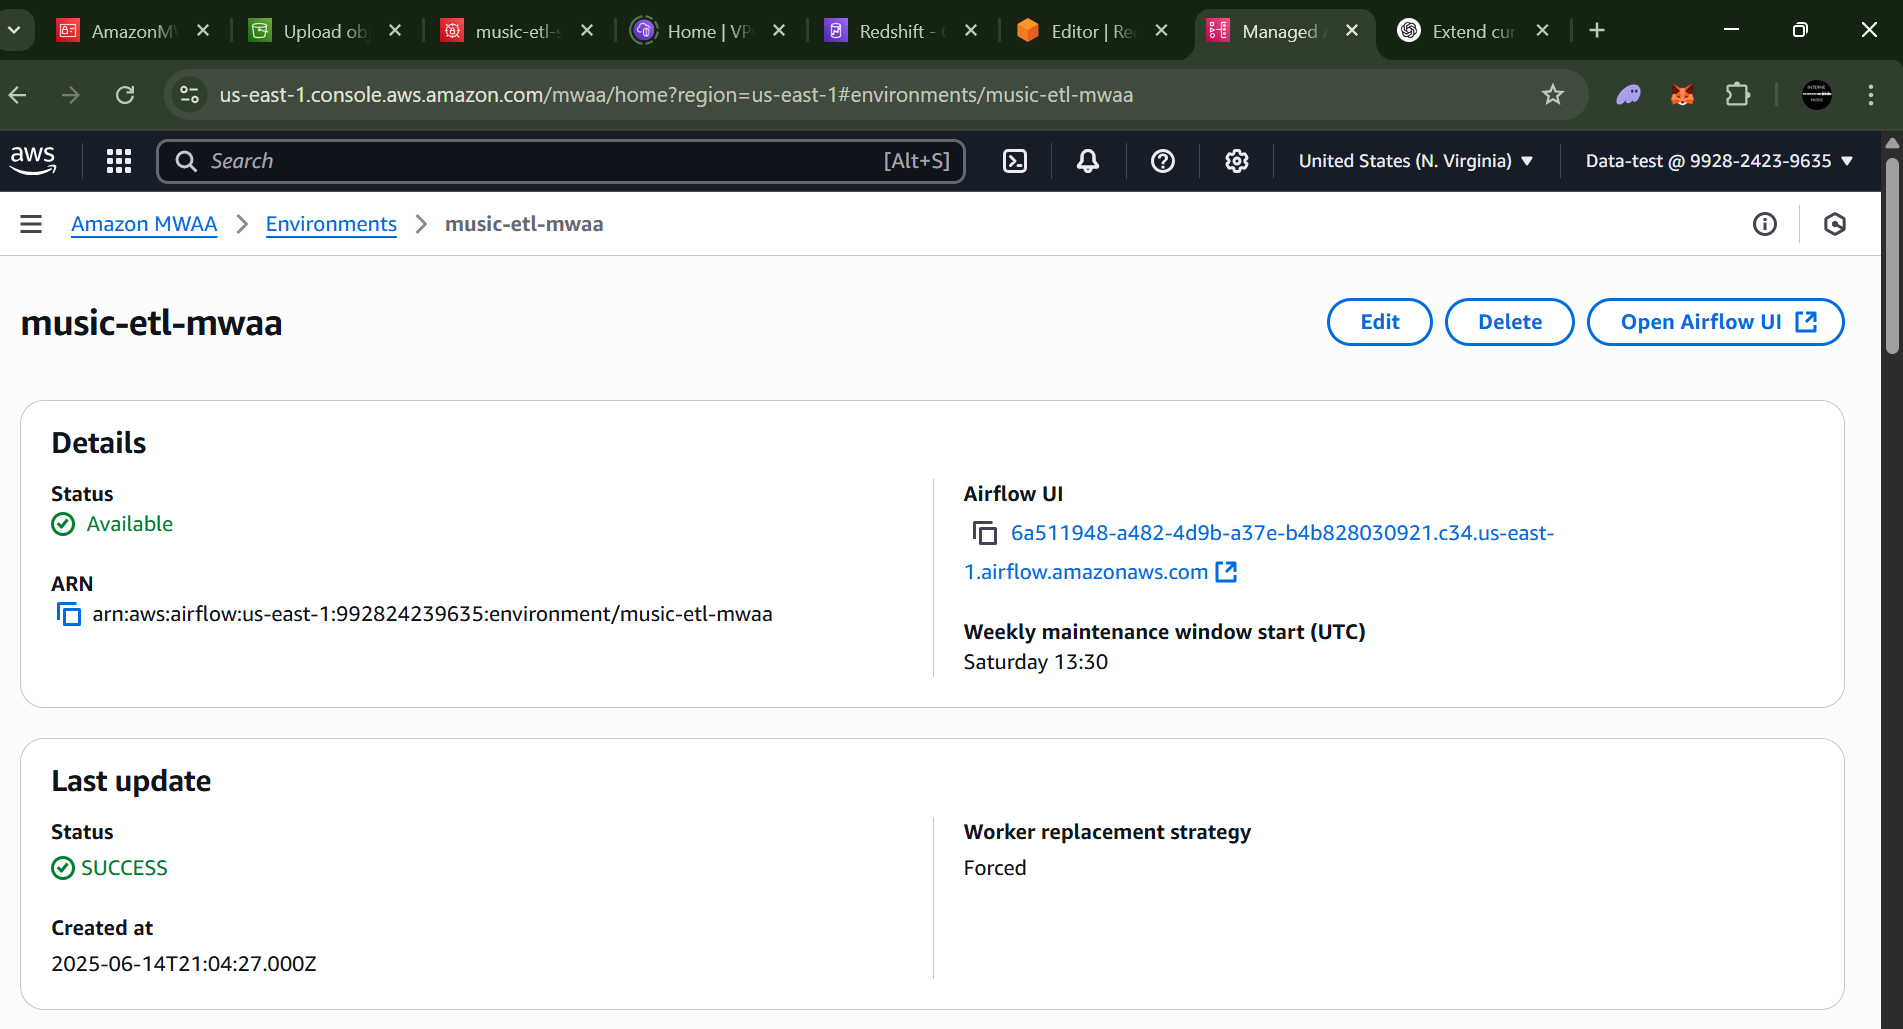 AmazonM
Upload ob
music-etl-s
Home | VP
Redshift -
Editor | Re
Managed
Extend cur
us-east-1.console.aws.amazon.com/mwaa/home?region=us-east-1#environments/music-etl-mwaa
aws
Search
[Alt+S]
United States (N. Virginia)
Data-test @ 9928-2423-9635
Amazon MWAA
Environments
music-etl-mwaa
music-etl-mwaa
Edit
Delete
Open Airflow UI
Details
Status
Available
ARN
arn:aws:airflow:us-east-1:992824239635:environment/music-etl-mwaa
Airflow UI
6a511948-a482-4d9b-a37e-b4b828030921.c34.us-east-
1.airflow.amazonaws.com
Weekly maintenance window start (UTC)
Saturday 13:30
Last update
Status
SUCCESS
Created at
2025-06-14T21:04:27.000Z
Worker replacement strategy
Forced